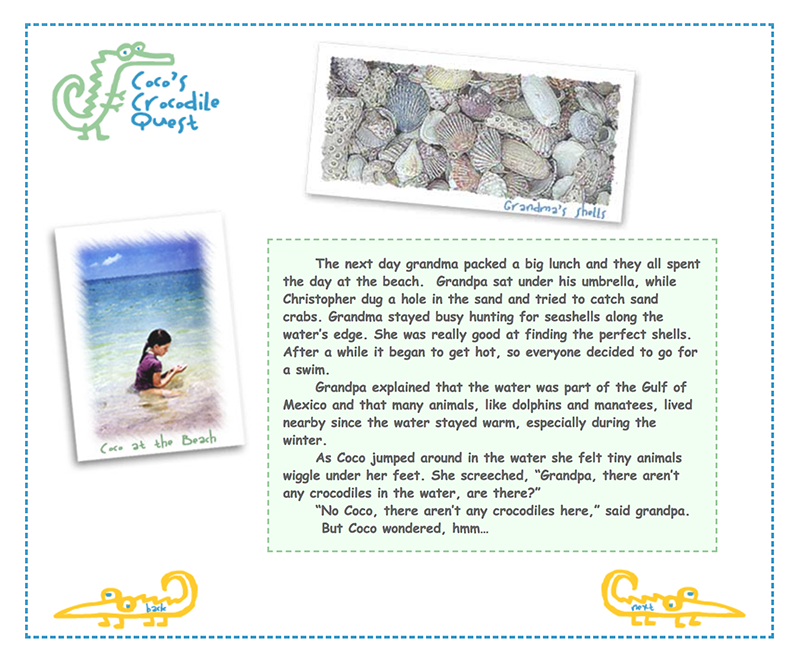 Coco's
Crocodile
Quest
Grandma's shells
Coco at the Beach
The next day grandma packed a big lunch and they all spent
the day at the beach.  Grandpa sat under his umbrella, while
Christopher dug a hole in the sand and tried to catch sand
crabs. Grandma stayed busy hunting for seashells along the
water's edge. She was really good at finding the perfect shells.
After a while it began to get hot, so everyone decided to go for
a swim.
Grandpa explained that the water was part of the Gulf of
Mexico and that many animals, like dolphins and manatees, lived
nearby since the water stayed warm, especially during the
winter.
As Coco jumped around in the water she felt tiny animals
wiggle under her feet. She screeched, “Grandpa, there aren't
any crocodiles in the water, are there?”
“No Coco, there aren't any crocodiles here,” said grandpa.
But Coco wondered, hmm…
back
next